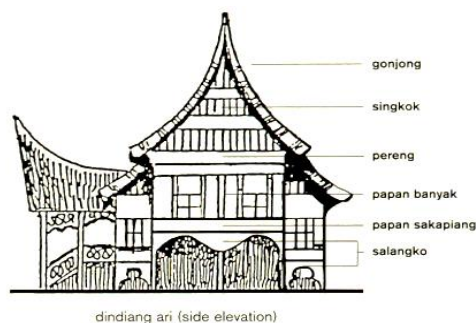 gonjong
singkok
pereng
papan banyak
papan sakapiang
salangko
dindiang ari (side elevation)